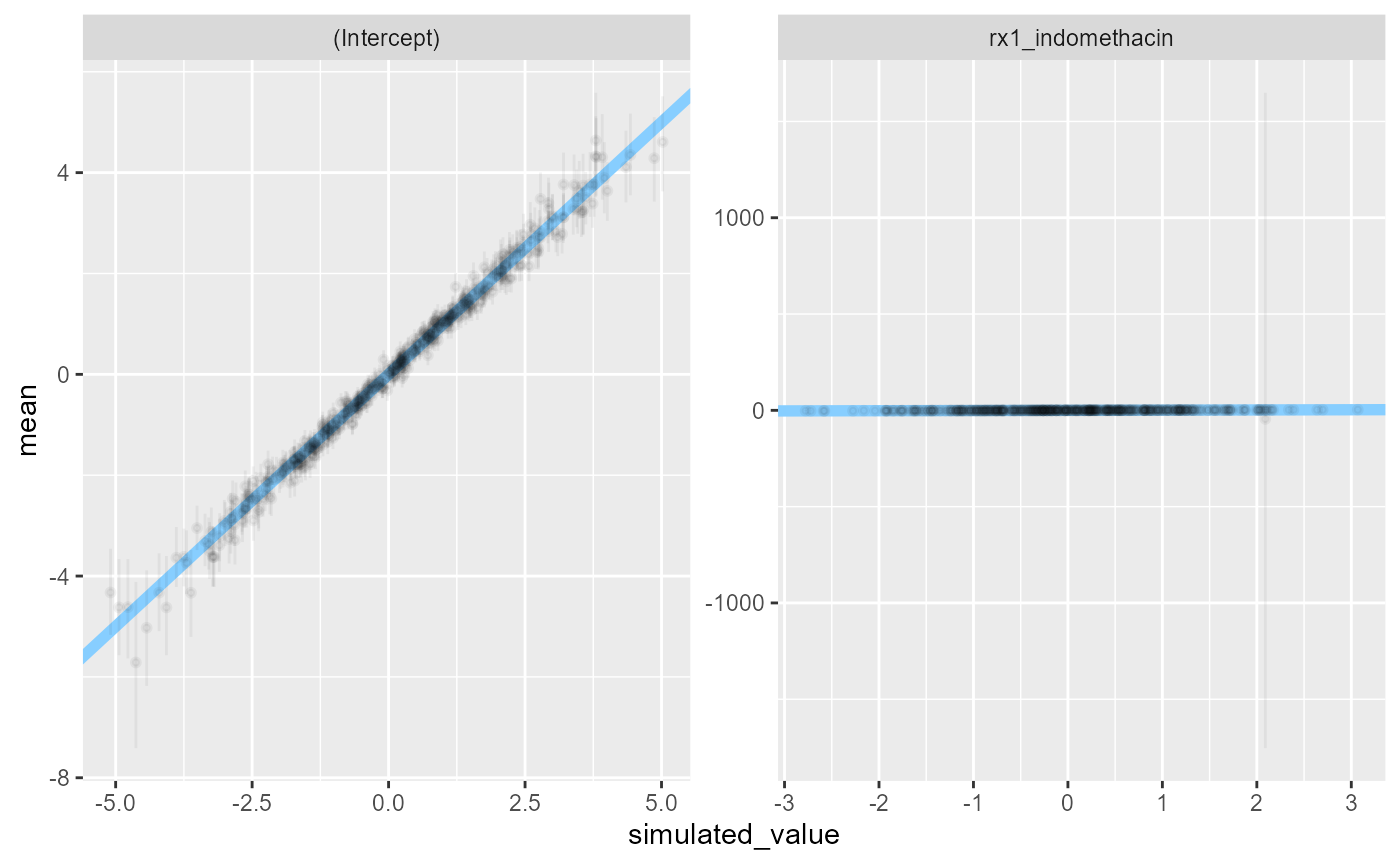 (Intercept)
rx1_indomethacin
mean
4
0
-4
-8
1000
0
-1000
-5.0 -2.5 0.0 2.5 5.0
-3 -2 -1 0 1 2 3
simulated_value